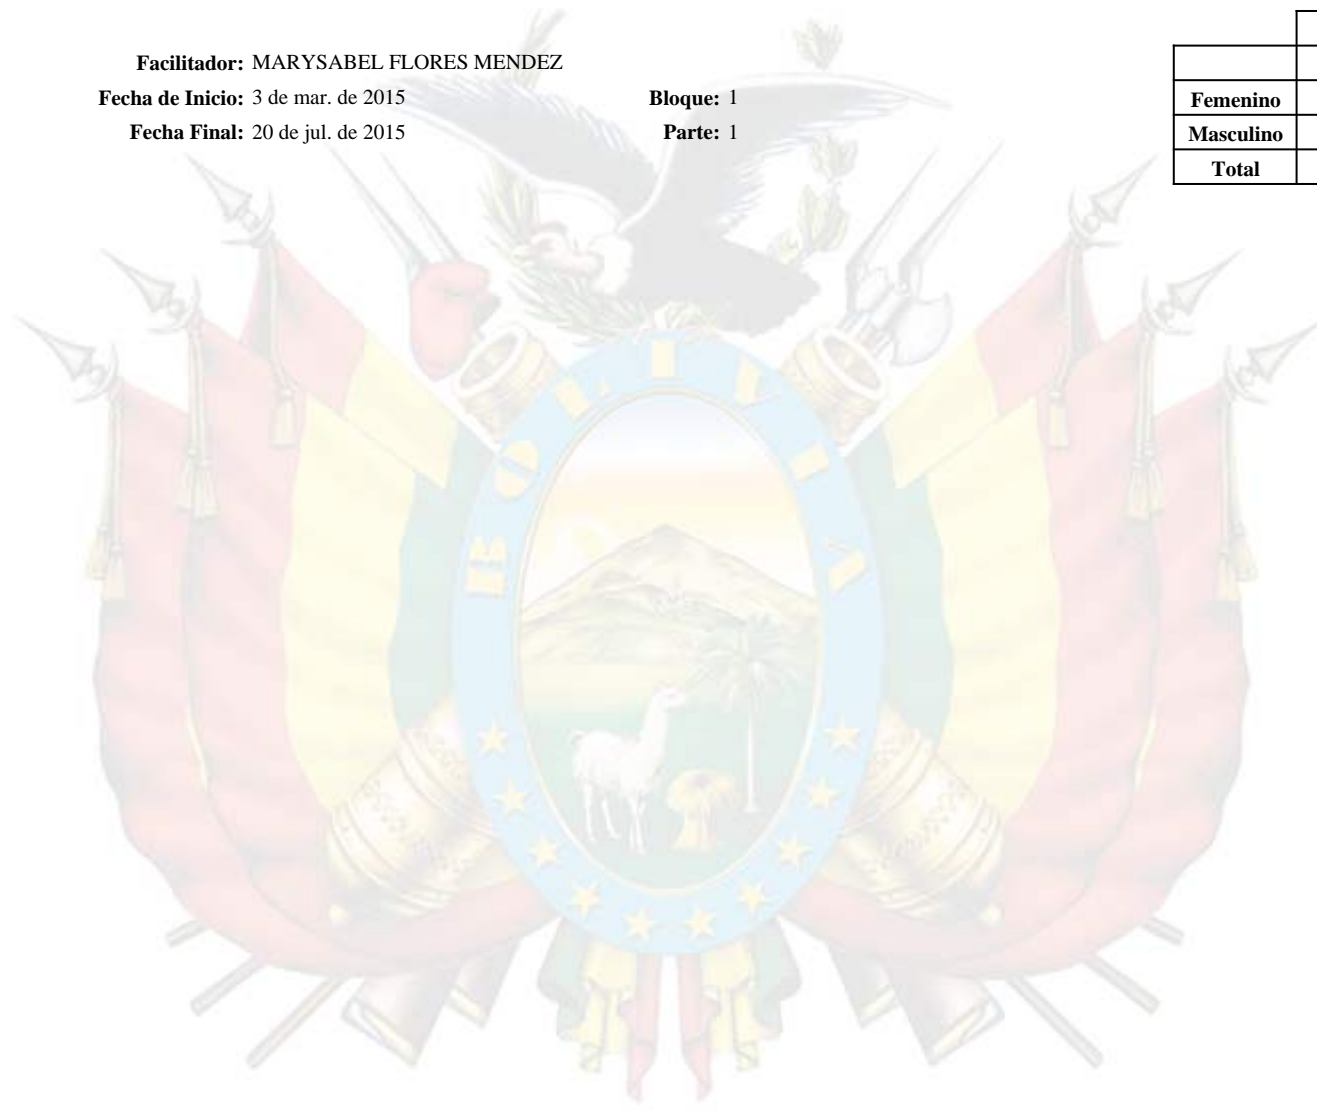 Facilitador: MARYSABEL FLORES MENDEZ
Fecha de Inicio: 3 de mar. de 2015 Bloque: 1
Fecha Final: 20 de jul. de 2015 Parte: 1
Femenino
Masculino
Total
BOLIVIA